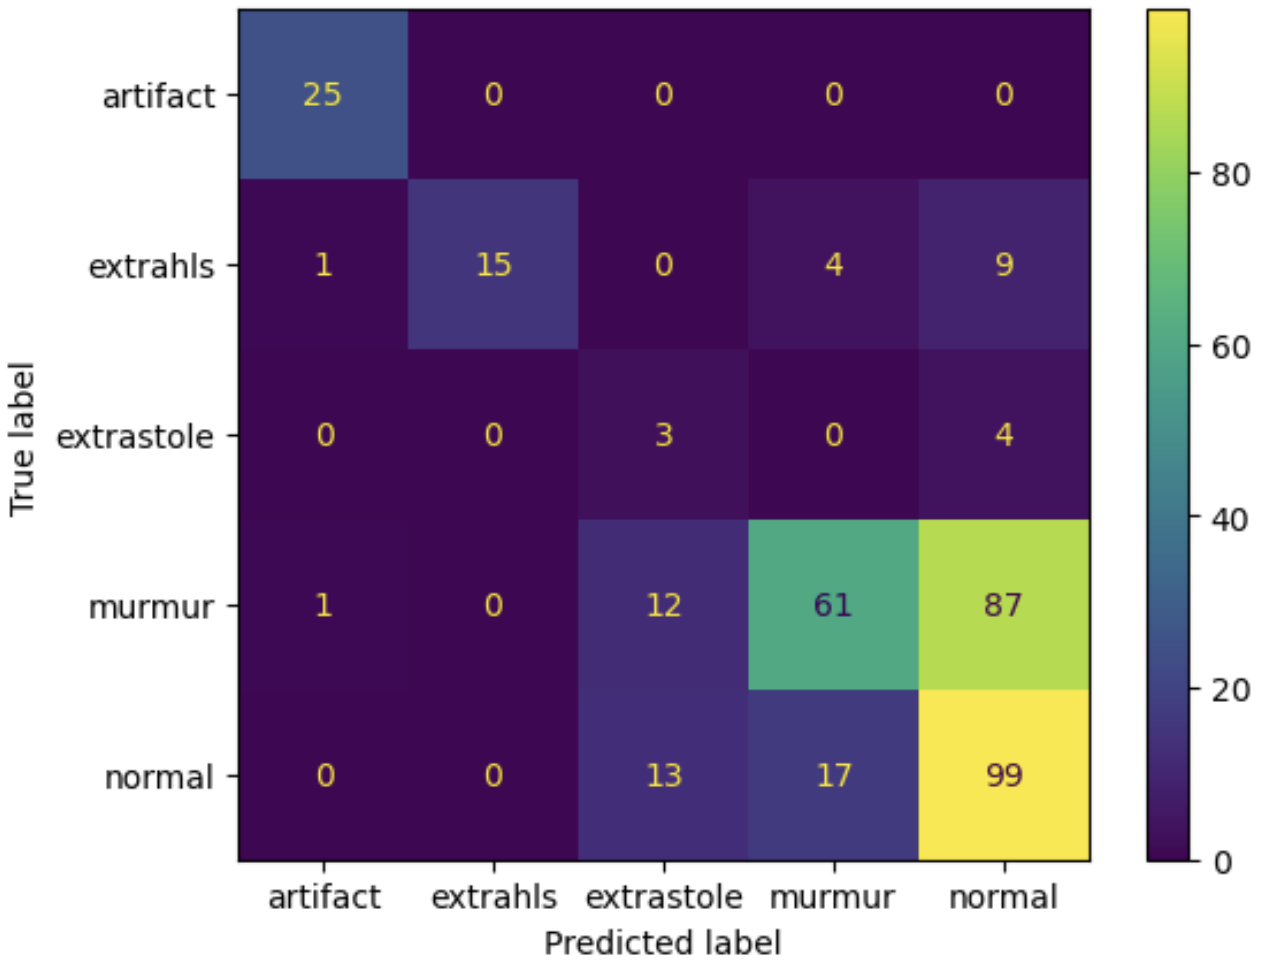 artifact 25 0 0 0 0
80
extrahls 1 15 0 4 9
60
True label
extrastole 0 0 3 0 4
40
murmur 1 0 12 61 87
20
normal 0 0 13 17 99
0
artifact extrahls extrastole murmur normal
Predicted label